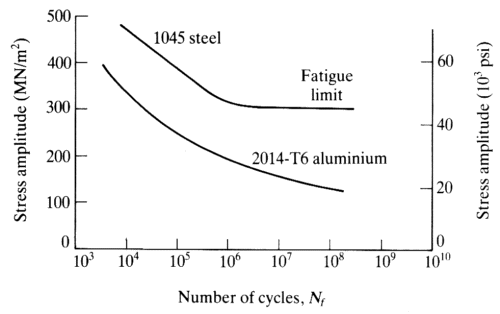 Stress amplitude (MN/m²)
500
400
300
200
100
0
1045 steel
Fatigue
limit
2014-T6 aluminium
60
40
20
0
Stress amplitude (10³ psi)
10³ 10⁴ 10⁵ 10⁶ 10⁷ 10⁸ 10⁹ 10¹⁰
Number of cycles, Nf